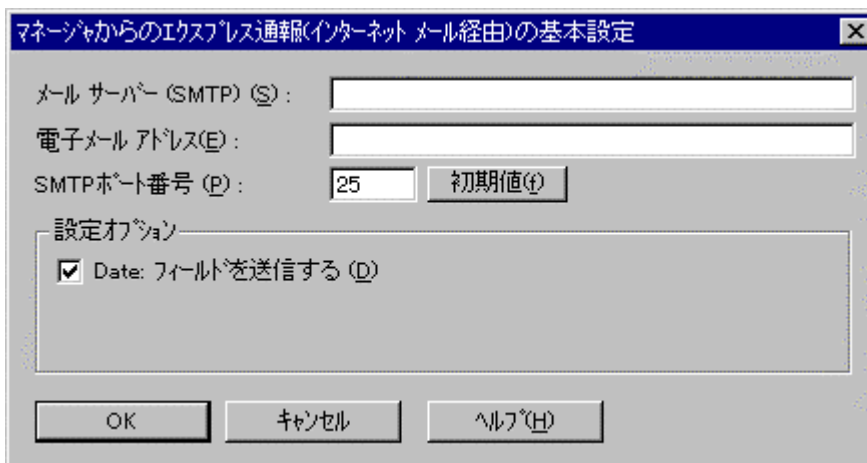 ﾏﾈｰｼﾞｬからのｴｸｽﾌﾟﾚｽ通報(ｲﾝﾀｰﾈｯﾄ ﾒｰﾙ経由)の基本設定
ﾒｰﾙ ｻｰﾊﾞｰ (SMTP) (S) :
電子ﾒｰﾙ ｱﾄﾞﾚｽ(E) :
SMTPﾎﾟｰﾄ番号 (P) : 25 初期値(f)
設定ｵﾌﾟｼｮﾝ
Date: ﾌｨｰﾙﾄﾞを送信する (D)
OK ｷｬﾝｾﾙ ﾍﾙﾌﾟ(H)